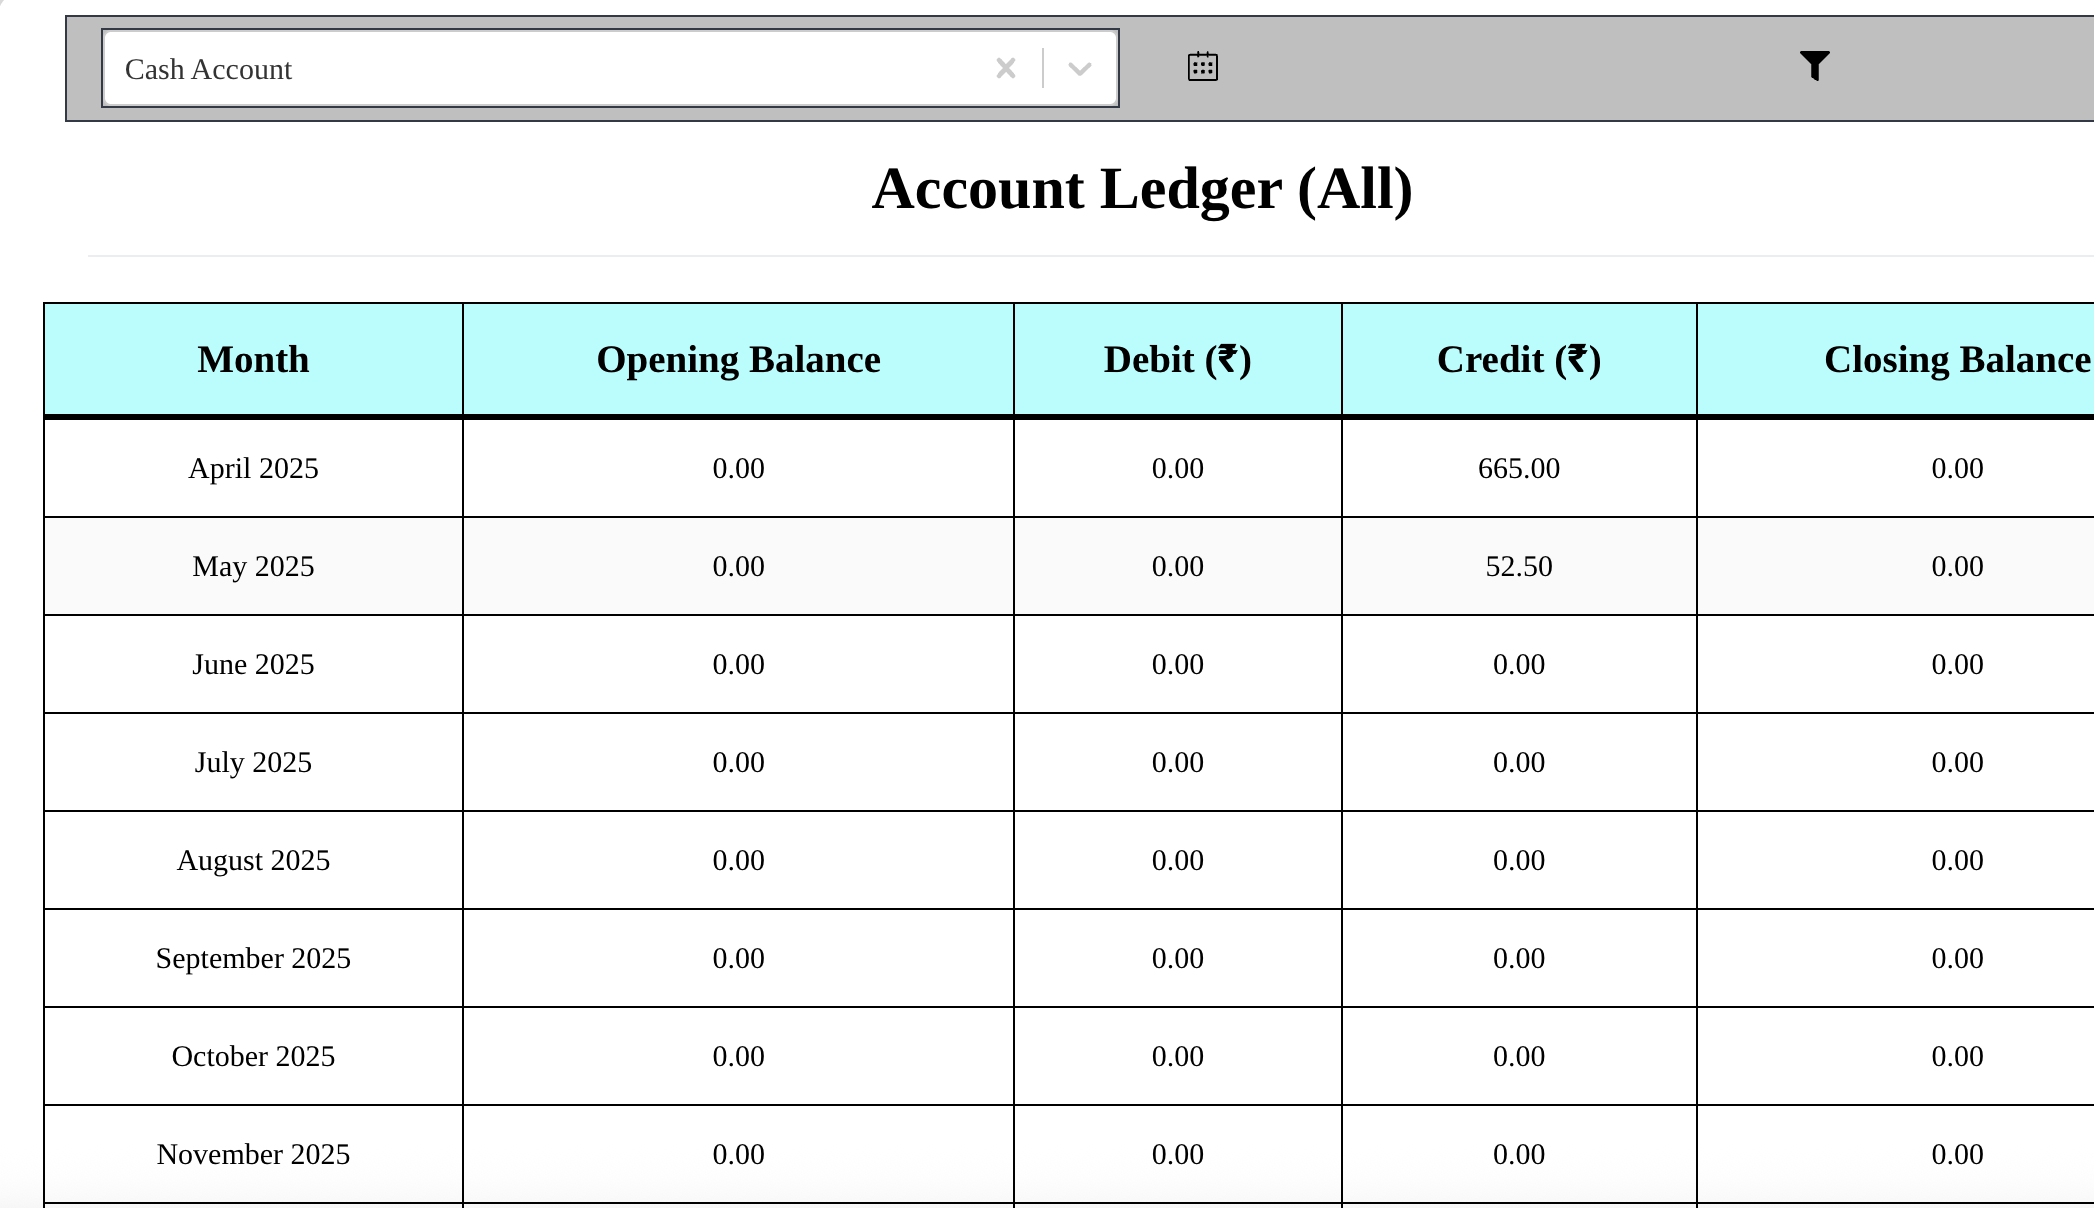 Cash Account
Account Ledger (All)
Month Opening Balance Debit (₹) Credit (₹) Closing Balance
April 2025 0.00 0.00 665.00 0.00
May 2025 0.00 0.00 52.50 0.00
June 2025 0.00 0.00 0.00 0.00
July 2025 0.00 0.00 0.00 0.00
August 2025 0.00 0.00 0.00 0.00
September 2025 0.00 0.00 0.00 0.00
October 2025 0.00 0.00 0.00 0.00
November 2025 0.00 0.00 0.00 0.00